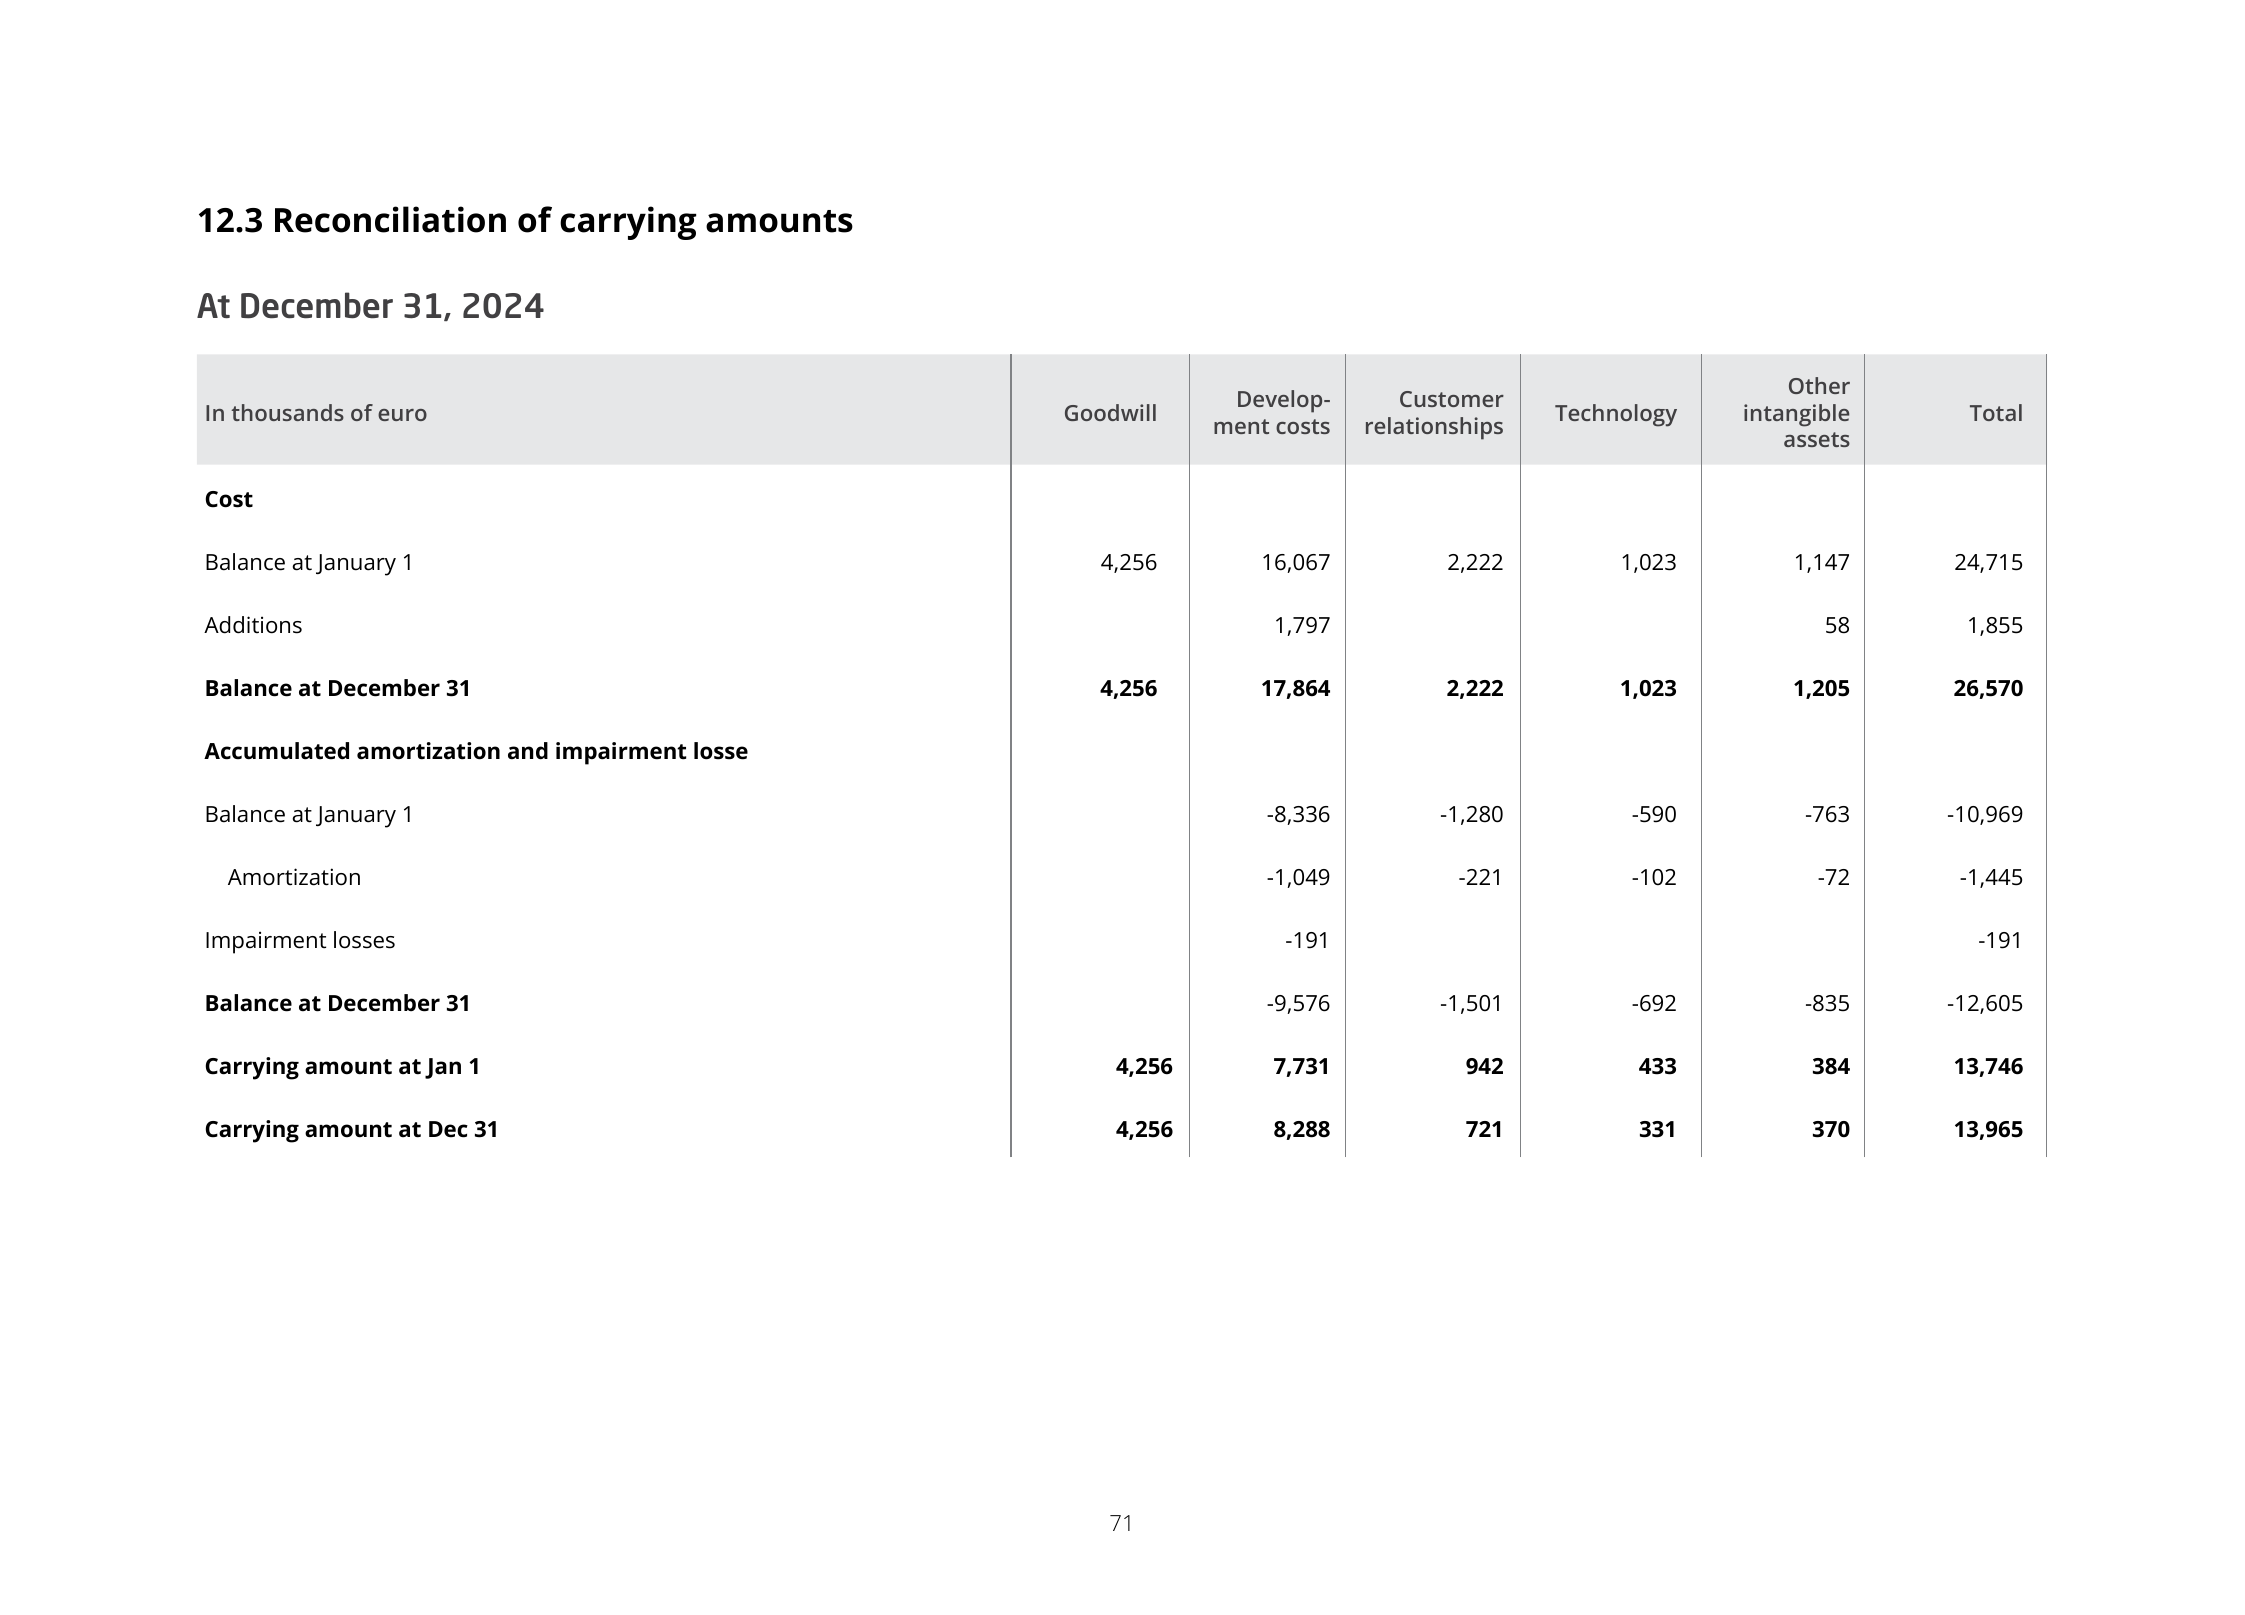 12.3 Reconciliation of carrying amounts
At December 31, 2024
In thousands of euro Goodwill Develop-ment costs Customer relationships Technology Other intangible assets Total
Cost
Balance at January 1 4,256 16,067 2,222 1,023 1,147 24,715
Additions 1,797 58 1,855
Balance at December 31 4,256 17,864 2,222 1,023 1,205 26,570
Accumulated amortization and impairment losse
Balance at January 1 -8,336 -1,280 -590 -763 -10,969
Amortization -1,049 -221 -102 -72 -1,445
Impairment losses -191 -191
Balance at December 31 -9,576 -1,501 -692 -835 -12,605
Carrying amount at Jan 1 4,256 7,731 942 433 384 13,746
Carrying amount at Dec 31 4,256 8,288 721 331 370 13,965
71